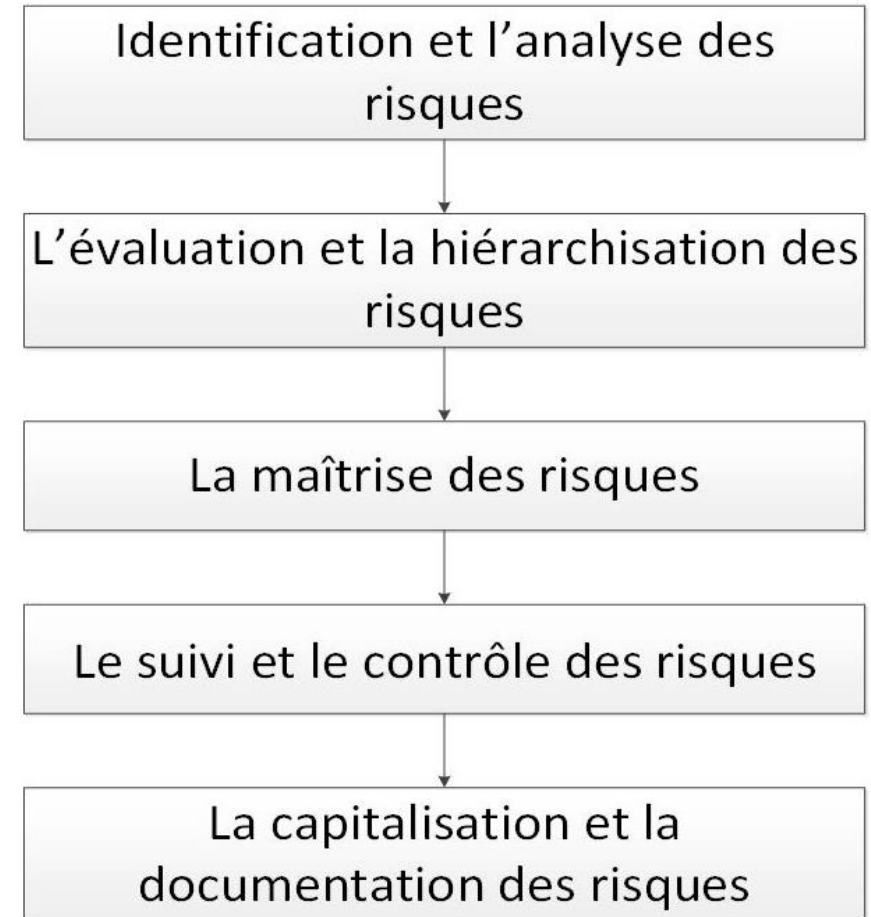 Identification et l’analyse des
risques
L’évaluation et la hiérarchisation des
risques
La maîtrise des risques
Le suivi et le contrôle des risques
La capitalisation et la
documentation des risques